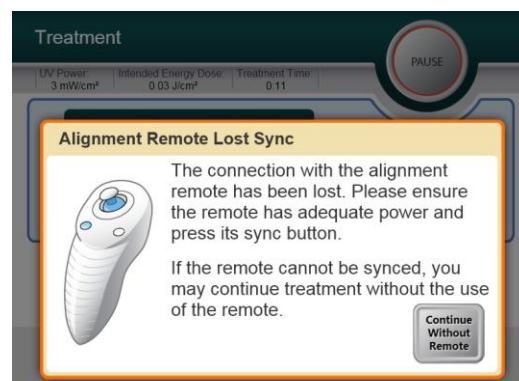 Treatment
PAUSE
UV Power: Intended Energy Dose: Treatment Time:
3 mW/cm² 0.03 J/cm² 0:11
Alignment Remote Lost Sync
The connection with the alignment
remote has been lost. Please ensure
the remote has adequate power and
press its sync button.
If the remote cannot be synced, you
may continue treatment without the use
of the remote.
Continue
Without
Remote